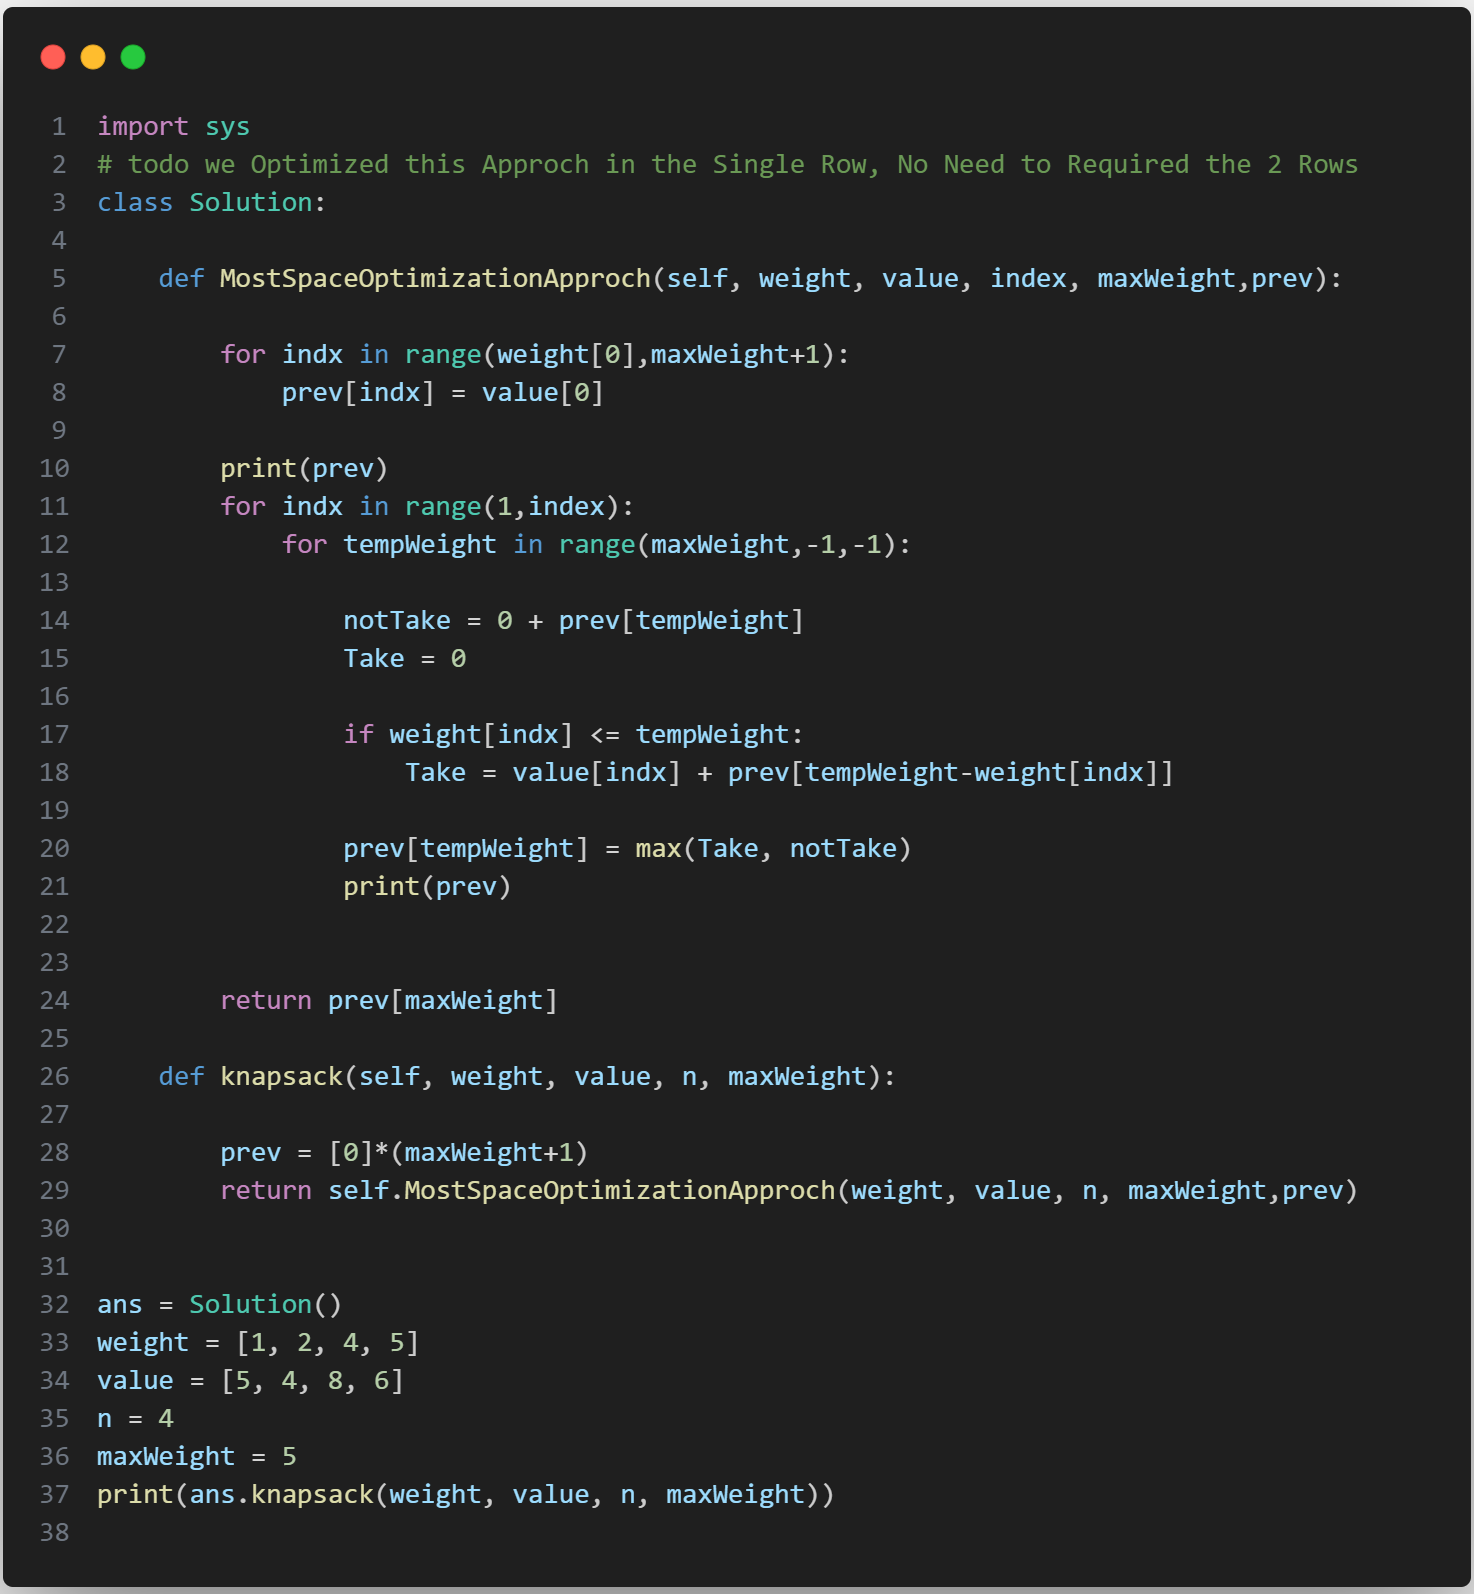 1 import sys
2 # todo we Optimized this Approch in the Single Row, No Need to Required the 2 Rows
3 class Solution:
4
5     def MostSpaceOptimizationApproch(self, weight, value, index, maxWeight,prev):
6
7         for indx in range(weight[0],maxWeight+1):
8             prev[indx] = value[0]
9
10         print(prev)
11         for indx in range(1,index):
12             for tempWeight in range(maxWeight,-1,-1):
13
14                 notTake = 0 + prev[tempWeight]
15                 Take = 0
16
17                 if weight[indx] <= tempWeight:
18                     Take = value[indx] + prev[tempWeight-weight[indx]]
19
20                 prev[tempWeight] = max(Take, notTake)
21                 print(prev)
22
23
24         return prev[maxWeight]
25
26     def knapsack(self, weight, value, n, maxWeight):
27
28         prev = [0]*(maxWeight+1)
29         return self.MostSpaceOptimizationApproch(weight, value, n, maxWeight,prev)
30
31
32 ans = Solution()
33 weight = [1, 2, 4, 5]
34 value = [5, 4, 8, 6]
35 n = 4
36 maxWeight = 5
37 print(ans.knapsack(weight, value, n, maxWeight))
38